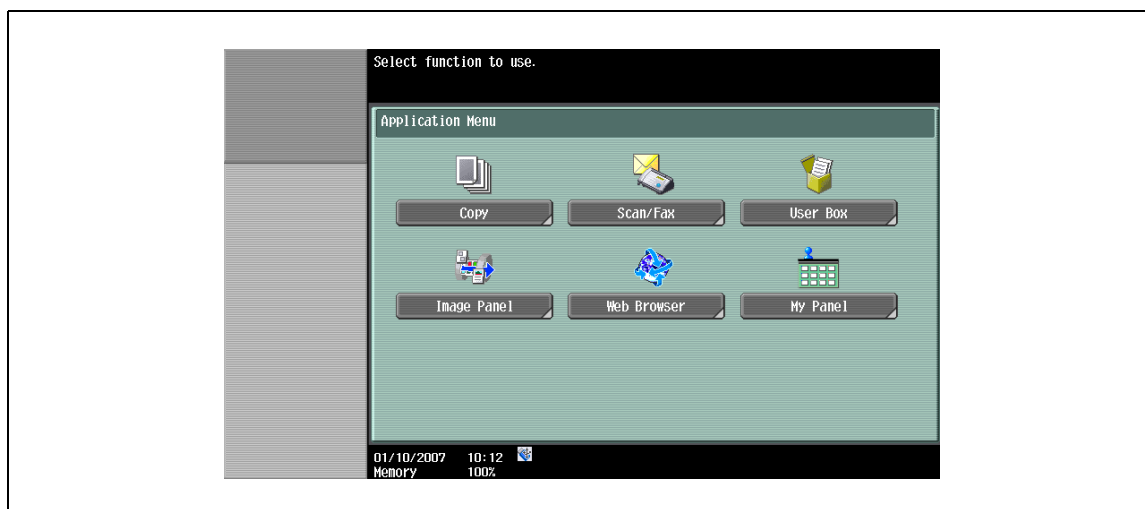 Select function to use.
Application Menu
Copy
Scan/Fax
User Box
Image Panel
Web Browser
My Panel
01/10/2007 10:12
Memory 100%